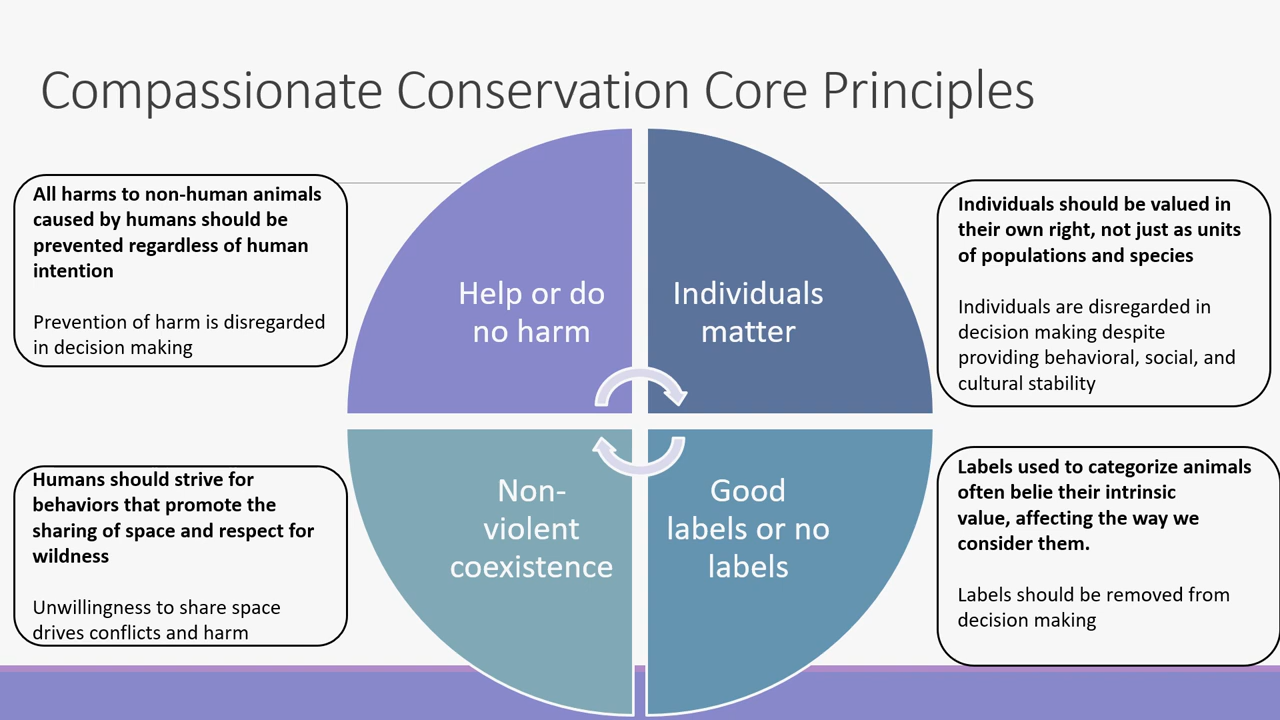 Compassionate Conservation Core Principles
All harms to non-human animals
caused by humans should be
prevented regardless of human
intention
Prevention of harm is disregarded
in decision making
Help or do
no harm
Individuals
matter
Individuals should be valued in
their own right, not just as units
of populations and species
Individuals are disregarded in
decision making despite
providing behavioral, social, and
cultural stability
Humans should strive for
behaviors that promote the
sharing of space and respect for
wildness
Unwillingness to share space
drives conflicts and harm
Non-
violent
coexistence
Good
labels or no
labels
Labels used to categorize animals
often belie their intrinsic
value, affecting the way we
consider them.
Labels should be removed from
decision making